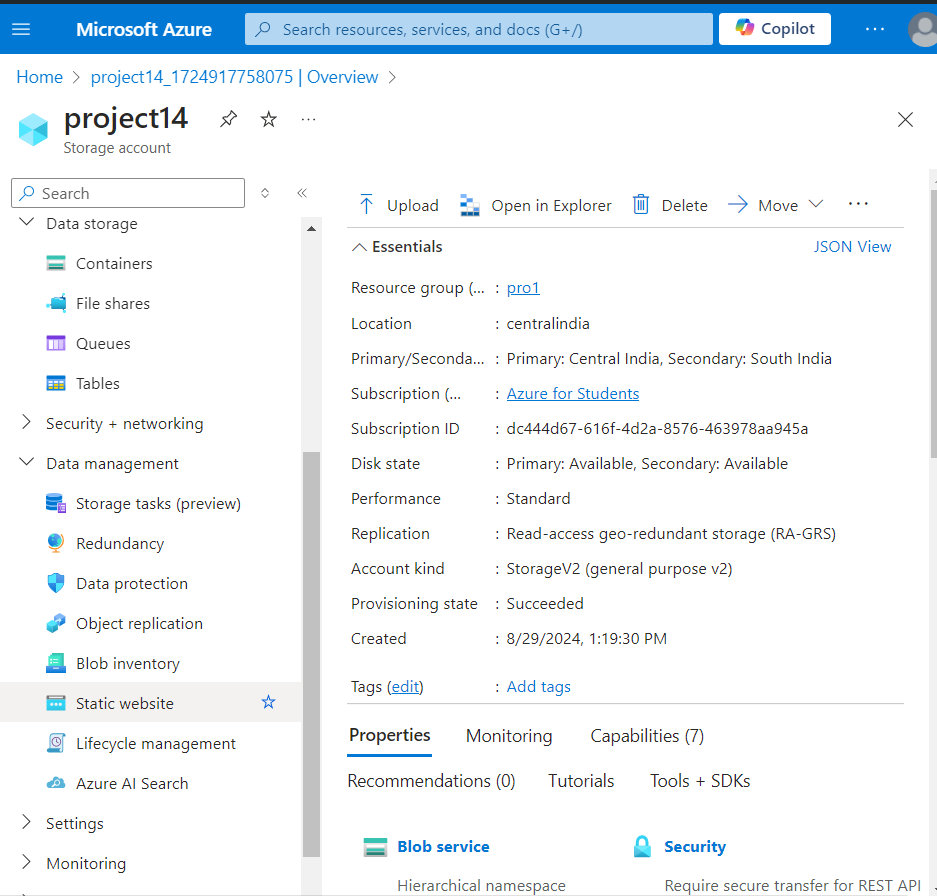 Microsoft Azure
Search resources, services, and docs (G+/)
Copilot
Home > project14_1724917758075 | Overview >
project14
Storage account
Search
Data storage
Containers
File shares
Queues
Tables
Security + networking
Data management
Storage tasks (preview)
Redundancy
Data protection
Object replication
Blob inventory
Static website
Lifecycle management
Azure AI Search
Settings
Monitoring
Upload Open in Explorer Delete Move
Essentials JSON View
Resource group (... : pro1
Location : centralindia
Primary/Seconda... : Primary: Central India, Secondary: South India
Subscription (... : Azure for Students
Subscription ID : dc444d67-616f-4d2a-8576-463978aa945a
Disk state : Primary: Available, Secondary: Available
Performance : Standard
Replication : Read-access geo-redundant storage (RA-GRS)
Account kind : StorageV2 (general purpose v2)
Provisioning state : Succeeded
Created : 8/29/2024, 1:19:30 PM
Tags (edit) : Add tags
Properties Monitoring Capabilities (7)
Recommendations (0) Tutorials Tools + SDKs
Blob service Security
Hierarchical namespace Require secure transfer for REST API